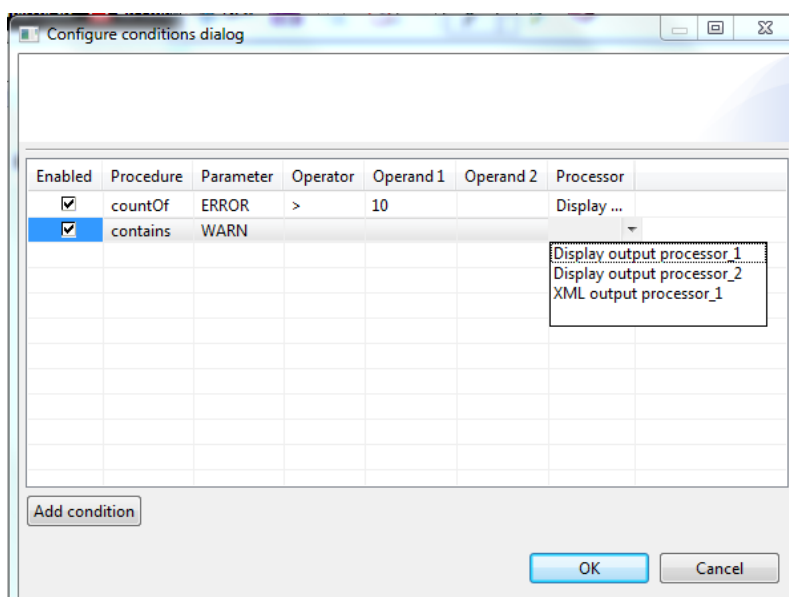 Configure conditions dialog
Enabled Procedure Parameter Operator Operand 1 Operand 2 Processor
countOf ERROR > 10 Display ...
contains WARN
Display output processor_1
Display output processor_2
XML output processor_1
Add condition
OK Cancel